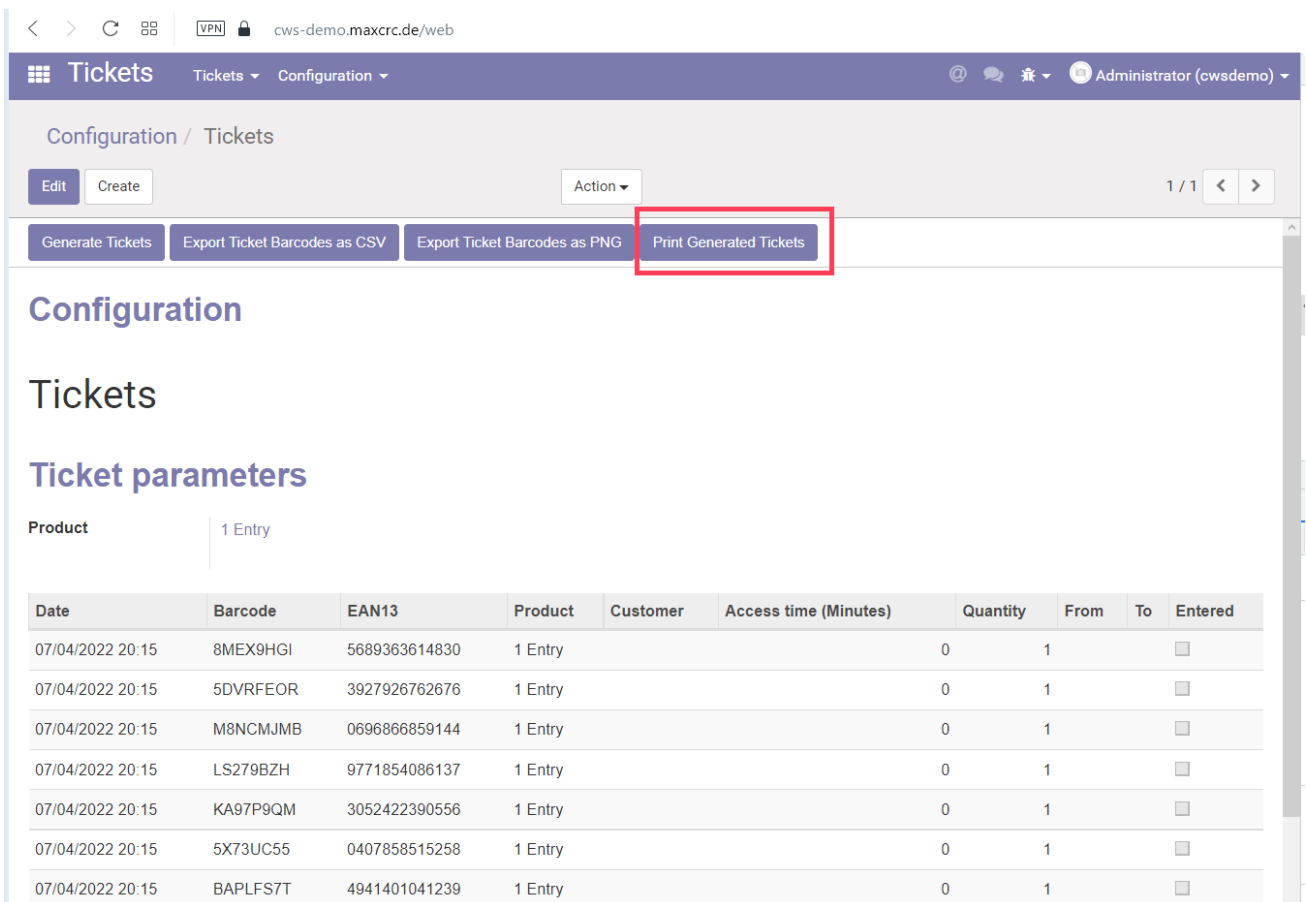 VPN cws-demo.maxcrc.de/web
Tickets Tickets Configuration @ Administrator (cwsdemo)
Configuration / Tickets
Edit Create Action 1 / 1
Generate Tickets Export Ticket Barcodes as CSV Export Ticket Barcodes as PNG Print Generated Tickets
Configuration
Tickets
Ticket parameters
Product 1 Entry
Date Barcode EAN13 Product Customer Access time (Minutes) Quantity From To Entered
07/04/2022 20:15 8MEX9HGI 5689363614830 1 Entry 0 1
07/04/2022 20:15 5DVRFEOR 3927926762676 1 Entry 0 1
07/04/2022 20:15 M8NCMJMB 0696866859144 1 Entry 0 1
07/04/2022 20:15 LS279BZH 9771854086137 1 Entry 0 1
07/04/2022 20:15 KA97P9QM 3052422390556 1 Entry 0 1
07/04/2022 20:15 5X73UC55 0407858515258 1 Entry 0 1
07/04/2022 20:15 BAPLFS7T 4941401041239 1 Entry 0 1